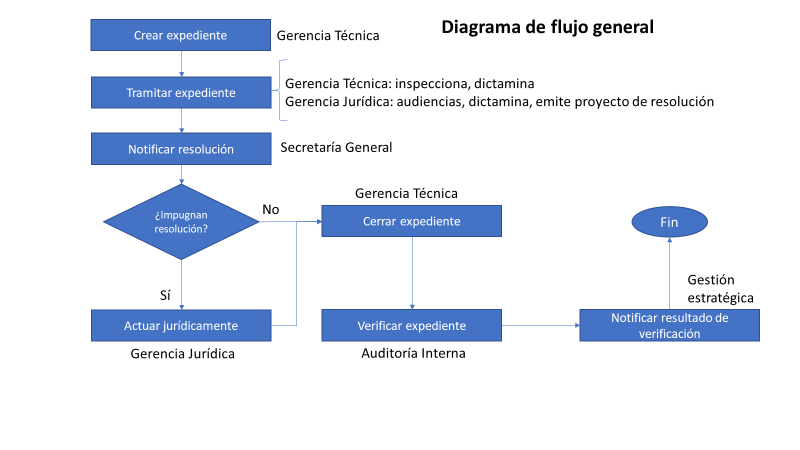 Diagrama de flujo general
Crear expediente
Gerencia Técnica
Tramitar expediente
Gerencia Técnica: inspecciona, dictamina
Gerencia Jurídica: audiencias, dictamina, emite proyecto de resolución
Notificar resolución
Secretaría General
¿Impugnan
resolución?
No
Gerencia Técnica
Cerrar expediente
Fin
Sí
Gestión
estratégica
Actuar jurídicamente
Gerencia Jurídica
Verificar expediente
Auditoría Interna
Notificar resultado de
verificación